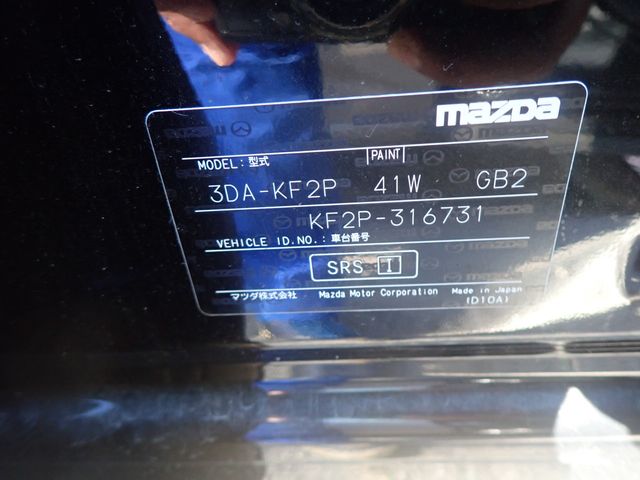 mazda
MODEL: 型式 PAINT
3DA-KF2P 41W GB2
KF2P-316731
VEHICLE ID.NO.: 車台番号
SRS I
マツダ株式会社 Mazda Motor Corporation Made in Japan
(D10A)